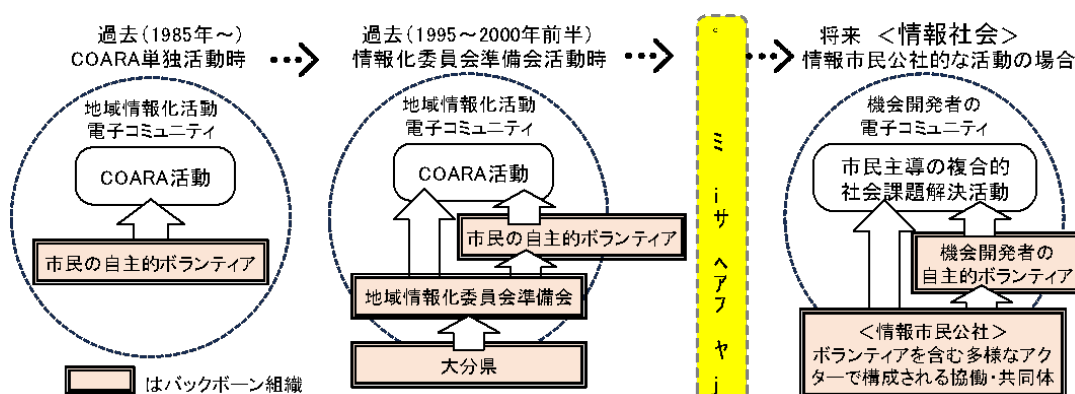 過去(1985年~)
COARA単独活動時
地域情報化活動
電子コミュニティ
COARA活動
市民の自主的ボランティア
はバックボーン組織
過去(1995~2000年前半)
情報化委員会準備会活動時
地域情報化活動
電子コミュニティ
COARA活動
市民の自主的ボランティア
地域情報化委員会準備会
大分県
将来 <情報社会>
情報市民公社的な活動の場合
機会開発者の
電子コミュニティ
市民主導の複合的
社会課題解決活動
機会開発者の
自主的ボランティア
<情報市民公社>
ボランティアを含む多様なアク
ターで構成される協働・共同体